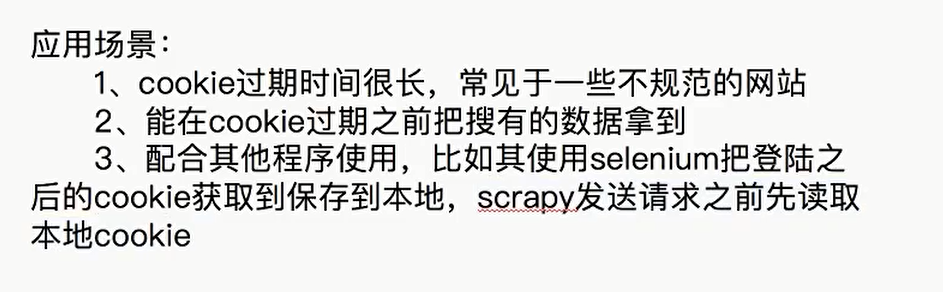 应用场景：
1、cookie过期时间很长，常见于一些不规范的网站
2、能在cookie过期之前把搜有的数据拿到
3、配合其他程序使用，比如其使用selenium把登陆之
后的cookie获取到保存到本地，scrapy发送请求之前先读取
本地cookie